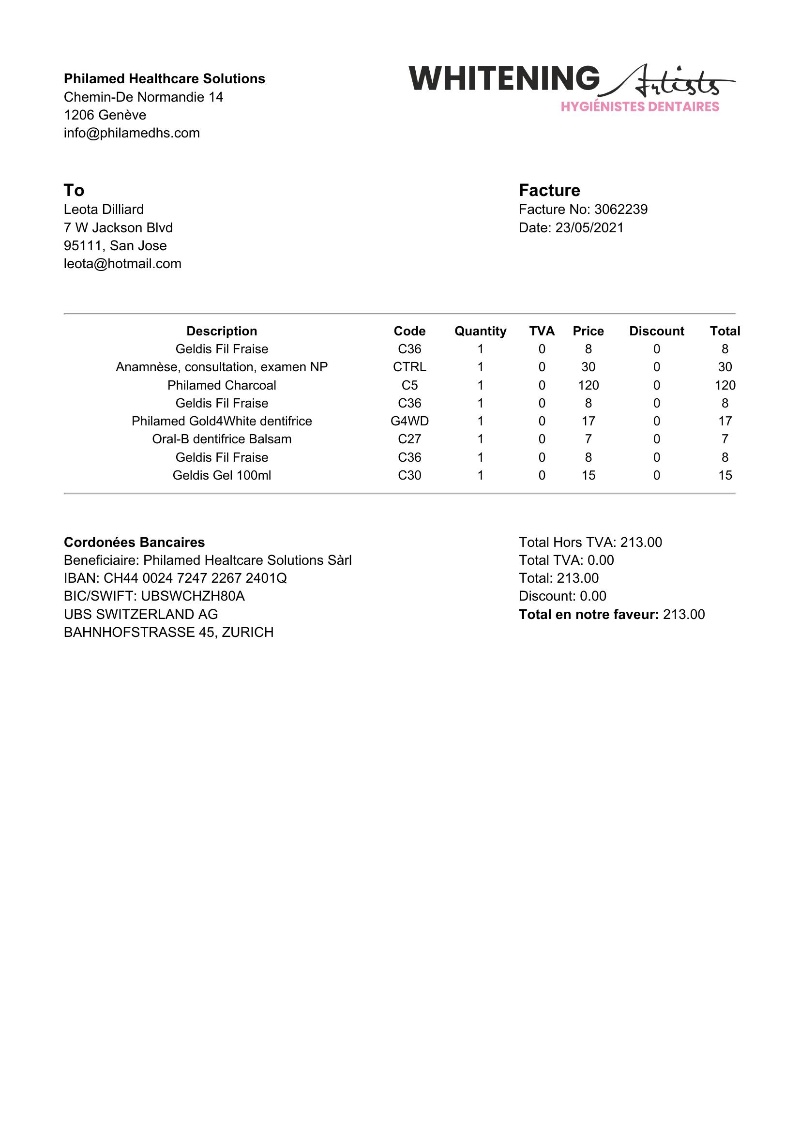 Philamed Healthcare Solutions
Chemin-De Normandie 14
1206 Genève
info@philamedhs.com
WHITENING Artists
HYGIÉNISTES DENTAIRES
To
Leota Dilliard
7 W Jackson Blvd
95111, San Jose
leota@hotmail.com
Facture
Facture No: 3062239
Date: 23/05/2021
Description Code Quantity TVA Price Discount Total
Geldis Fil Fraise C36 1 0 8 0 8
Anamnèse, consultation, examen NP CTRL 1 0 30 0 30
Philamed Charcoal C5 1 0 120 0 120
Geldis Fil Fraise C36 1 0 8 0 8
Philamed Gold4White dentifrice G4WD 1 0 17 0 17
Oral-B dentifrice Balsam C27 1 0 7 0 7
Geldis Fil Fraise C36 1 0 8 0 8
Geldis Gel 100ml C30 1 0 15 0 15
Cordonées Bancaires
Beneficiaire: Philamed Healtcare Solutions Sàrl
IBAN: CH44 0024 7247 2267 2401Q
BIC/SWIFT: UBSWCHZH80A
UBS SWITZERLAND AG
BAHNHOFSTRASSE 45, ZURICH
Total Hors TVA: 213.00
Total TVA: 0.00
Total: 213.00
Discount: 0.00
Total en notre faveur: 213.00